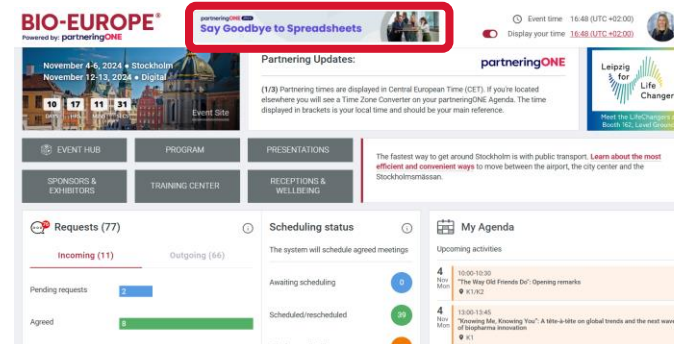 BIO-EUROPE®
Powered by: partneringONE
partneringONE
Say Goodbye to Spreadsheets
Event time 16:48 (UTC +02:00)
Display your time 16:48 (UTC +02:00)
November 4-6, 2024 • Stockholm
November 12-13, 2024 • Digital
10 17 11 31
Event Site
Partnering Updates:
partneringONE
(1/3) Partnering times are displayed in Central European Time (CET). If you're located
elsewhere you will see a Time Zone Converter on your partneringONE Agenda. The time
displayed in brackets is your local time and should be your main reference.
Leipzig
for
Life
Changer
Meet the LifeChangers
Booth 162, Level Ground
EVENT HUB
PROGRAM
PRESENTATIONS
SPONSORS &
EXHIBITORS
TRAINING CENTER
RECEPTIONS &
WELLBEING
The fastest way to get around Stockholm is with public transport. Learn about the most
efficient and convenient ways to move between the airport, the city center and the
Stockholmsmässan.
Requests (77)
Incoming (11)
Outgoing (66)
Pending requests
2
Agreed
8
Scheduling status
The system will schedule agreed meetings
Awaiting scheduling
0
Scheduled/rescheduled
39
My Agenda
Upcoming activities
4
Nov
Mon
10:00-10:30
"The Way Old Friends Do": Opening remarks
K1/K2
4
Nov
Mon
13:00-13:45
"Knowing Me, Knowing You": A tête-à-tête on global trends and the next wave
of biopharma innovation
K1